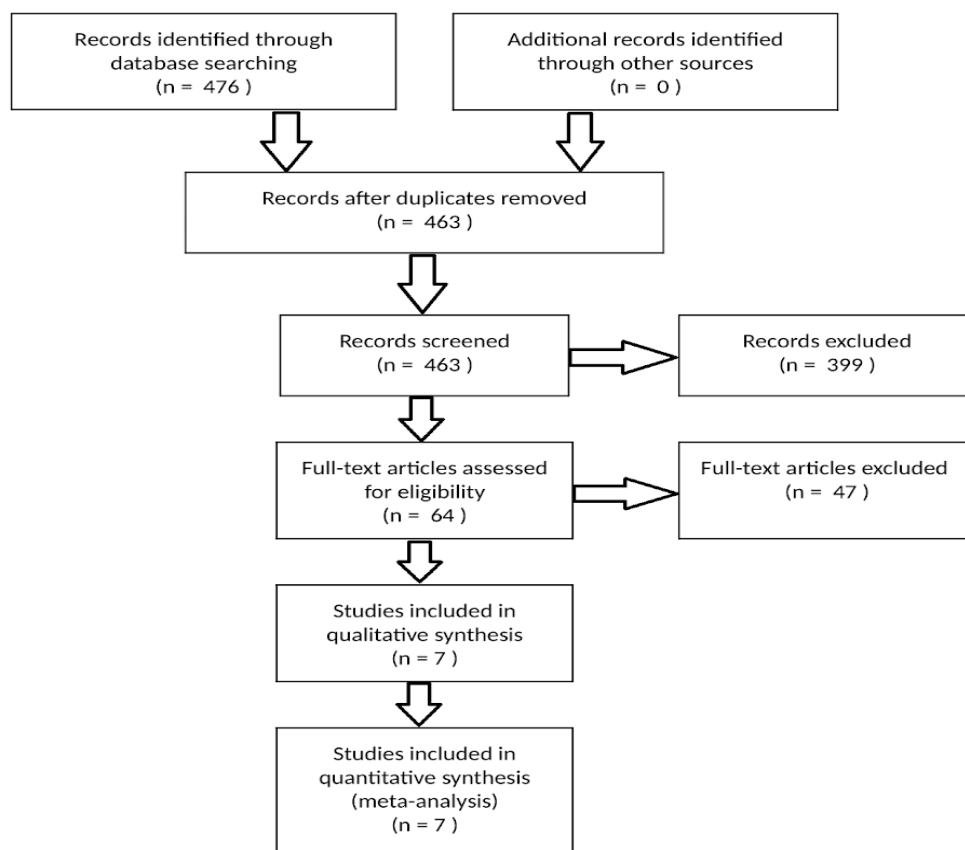 Records identified through
database searching
(n = 476 )
Additional records identified
through other sources
(n = 0 )
Records after duplicates removed
(n = 463 )
Records screened
(n = 463 )
Records excluded
(n = 399 )
Full-text articles assessed
for eligibility
(n = 64 )
Full-text articles excluded
(n = 47 )
Studies included in
qualitative synthesis
(n = 7 )
Studies included in
quantitative synthesis
(meta-analysis)
(n = 7 )